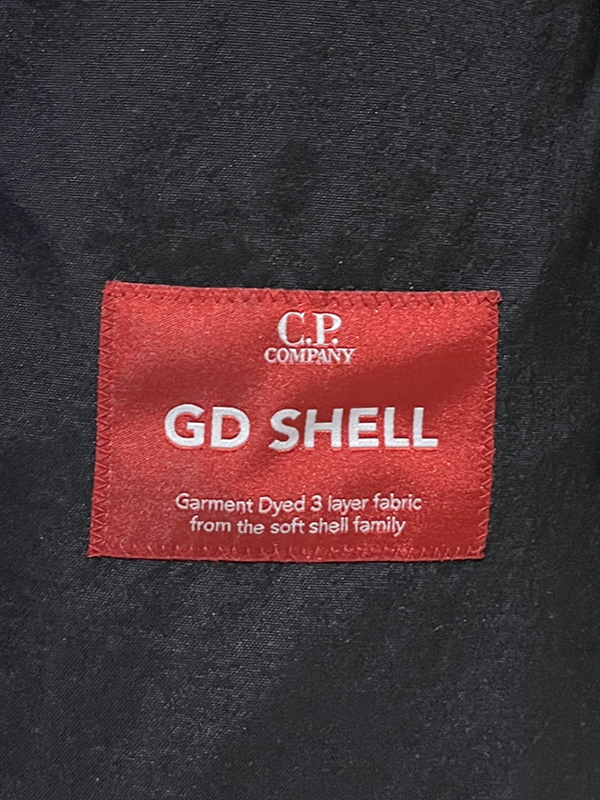 C.P.
COMPANY
GD SHELL
Garment Dyed 3 layer fabric
from the soft shell family